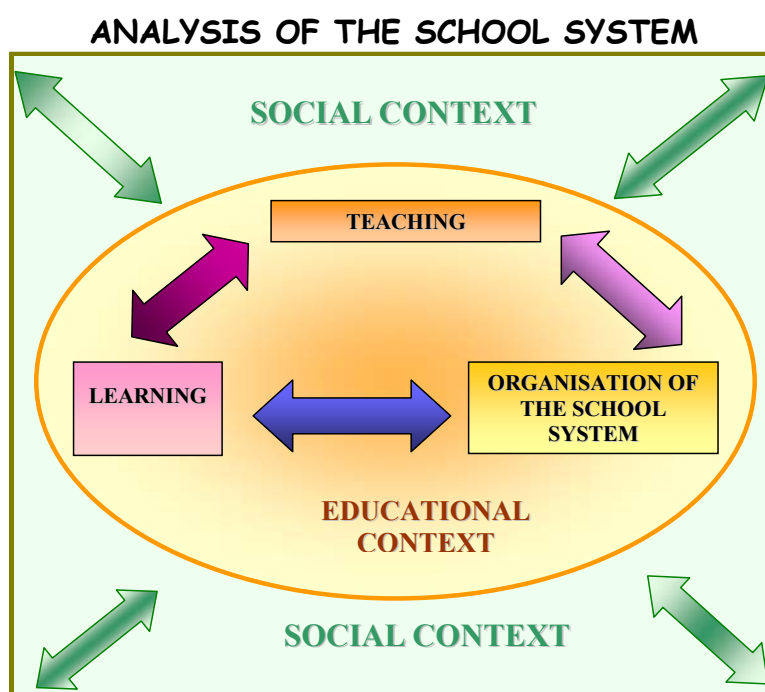 ANALYSIS OF THE SCHOOL SYSTEM
SOCIAL CONTEXT
TEACHING
LEARNING
ORGANISATION OF
THE SCHOOL
SYSTEM
EDUCATIONAL
CONTEXT
SOCIAL CONTEXT